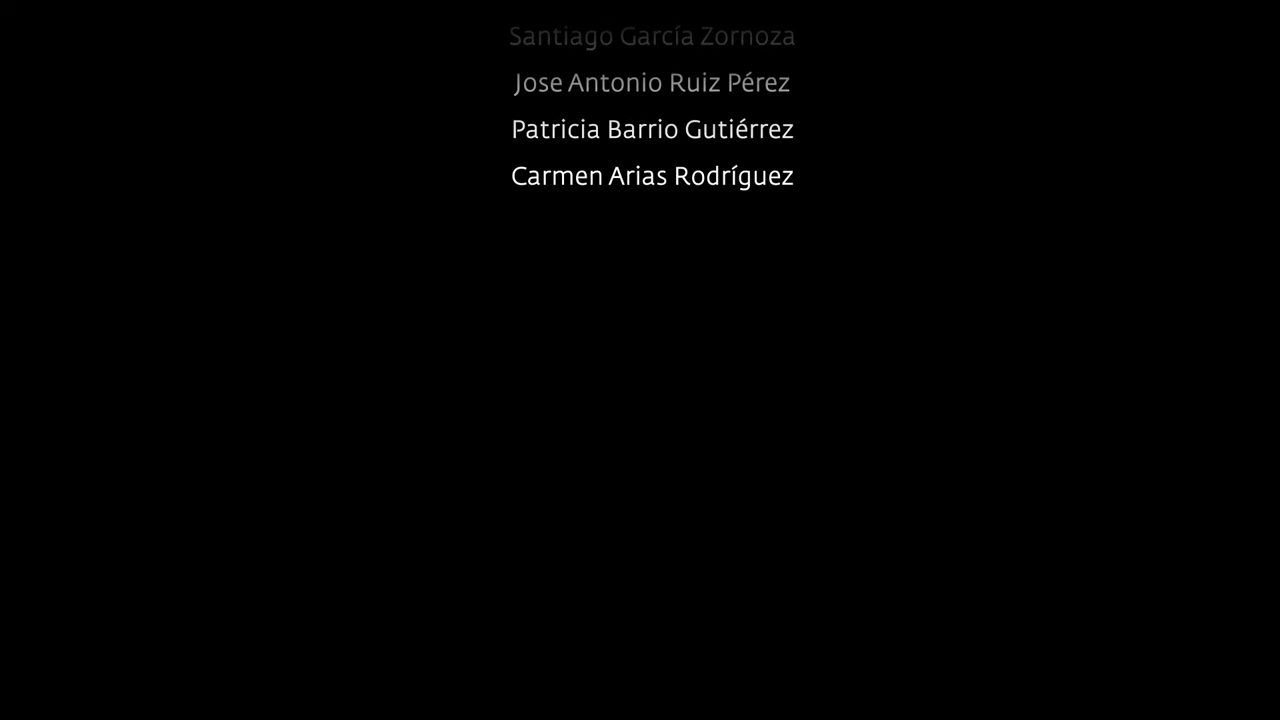 Santiago García Zornoza
Jose Antonio Ruiz Pérez
Patricia Barrio Gutiérrez
Carmen Arias Rodríguez